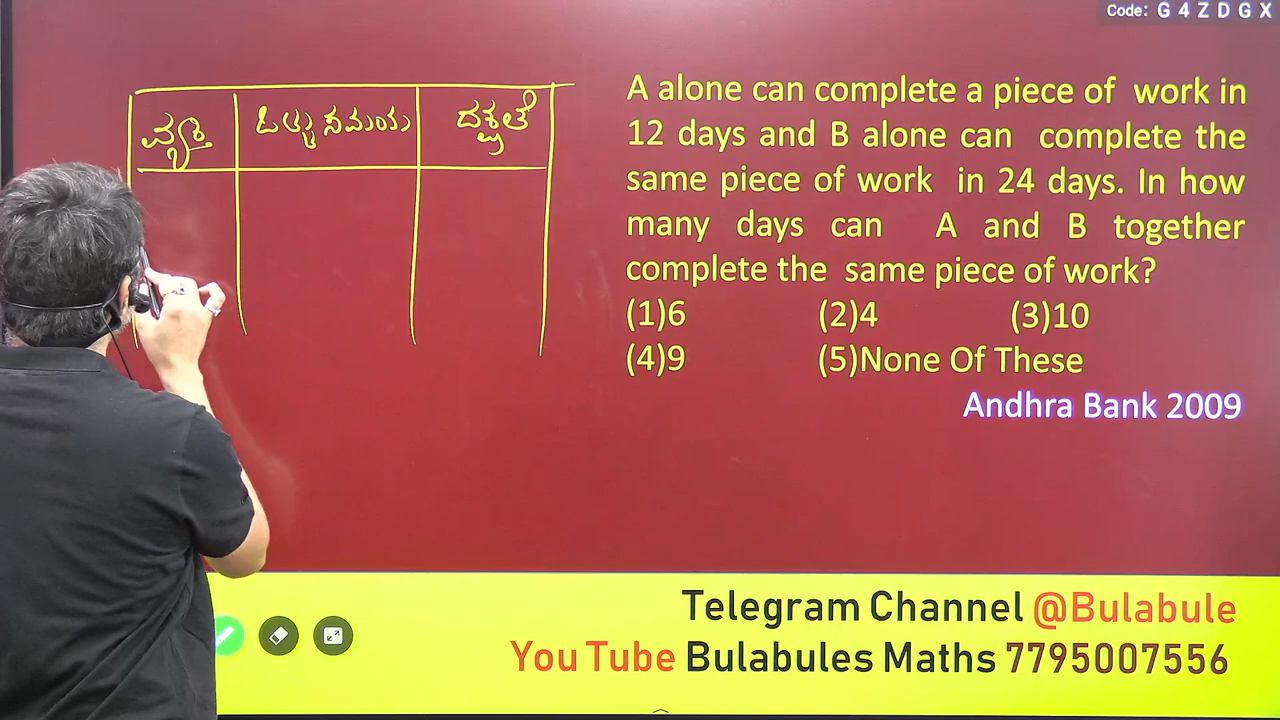 Code: G 4 Z D G X
ಒಟ್ಟು ಸಮಯ ದಕ್ಷತೆ
A alone can complete a piece of work in
12 days and B alone can complete the
same piece of work in 24 days. In how
many days can A and B together
complete the same piece of work?
(1)6 (2)4 (3)10
(4)9 (5)None Of These
Andhra Bank 2009
Telegram Channel @Bulabule
You Tube Bulabules Maths 7795007556